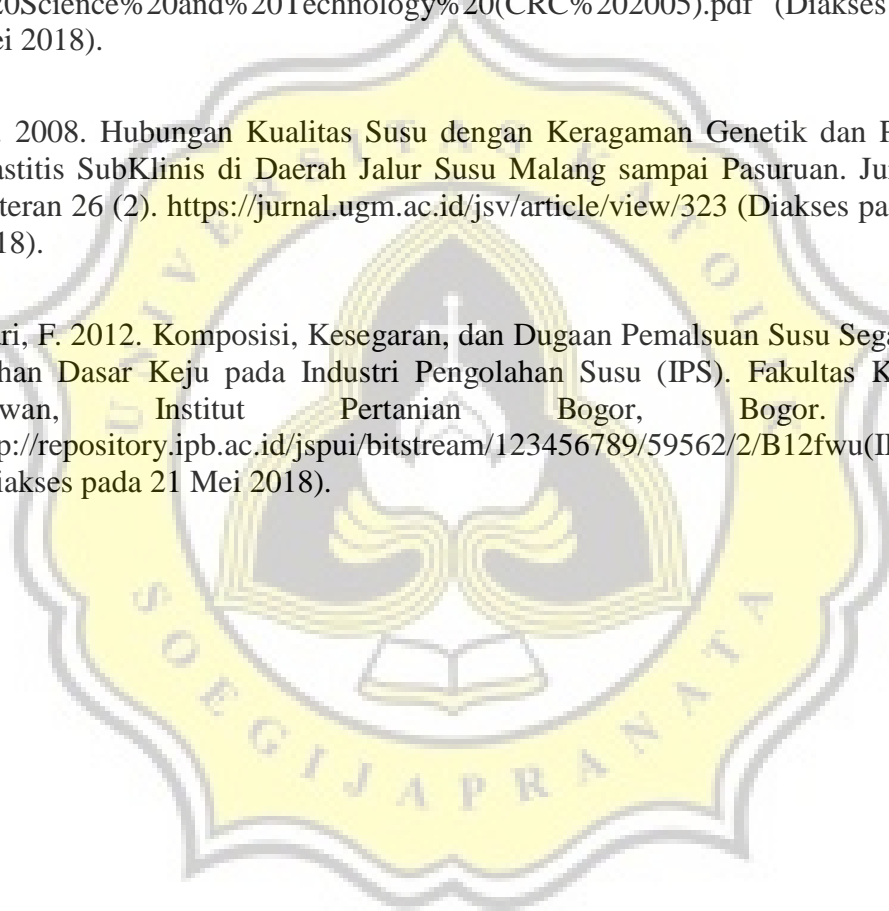 20Science%20and%20Technology%20(CRC%202005).pdf (Diakses
ei 2018).
. 2008. Hubungan Kualitas Susu dengan Keragaman Genetik dan
astitis SubKlinis di Daerah Jalur Susu Malang sampai Pasuruan.
teran 26 (2). https://jurnal.ugm.ac.id/jsv/article/view/323 (Diakses pa
18).
ri, F. 2012. Komposisi, Kesegaran, dan Dugaan Pemalsuan Susu Sega
han Dasar Keju pada Industri Pengolahan Susu (IPS). Fakultas K
wan, Institut Pertanian Bogor, Bogor.
p://repository.ipb.ac.id/jspui/bitstream/123456789/59562/2/B12fwu(I
iakses pada 21 Mei 2018).
UNIVERSITAS KATOLIK
SOEGIJAPRANATA